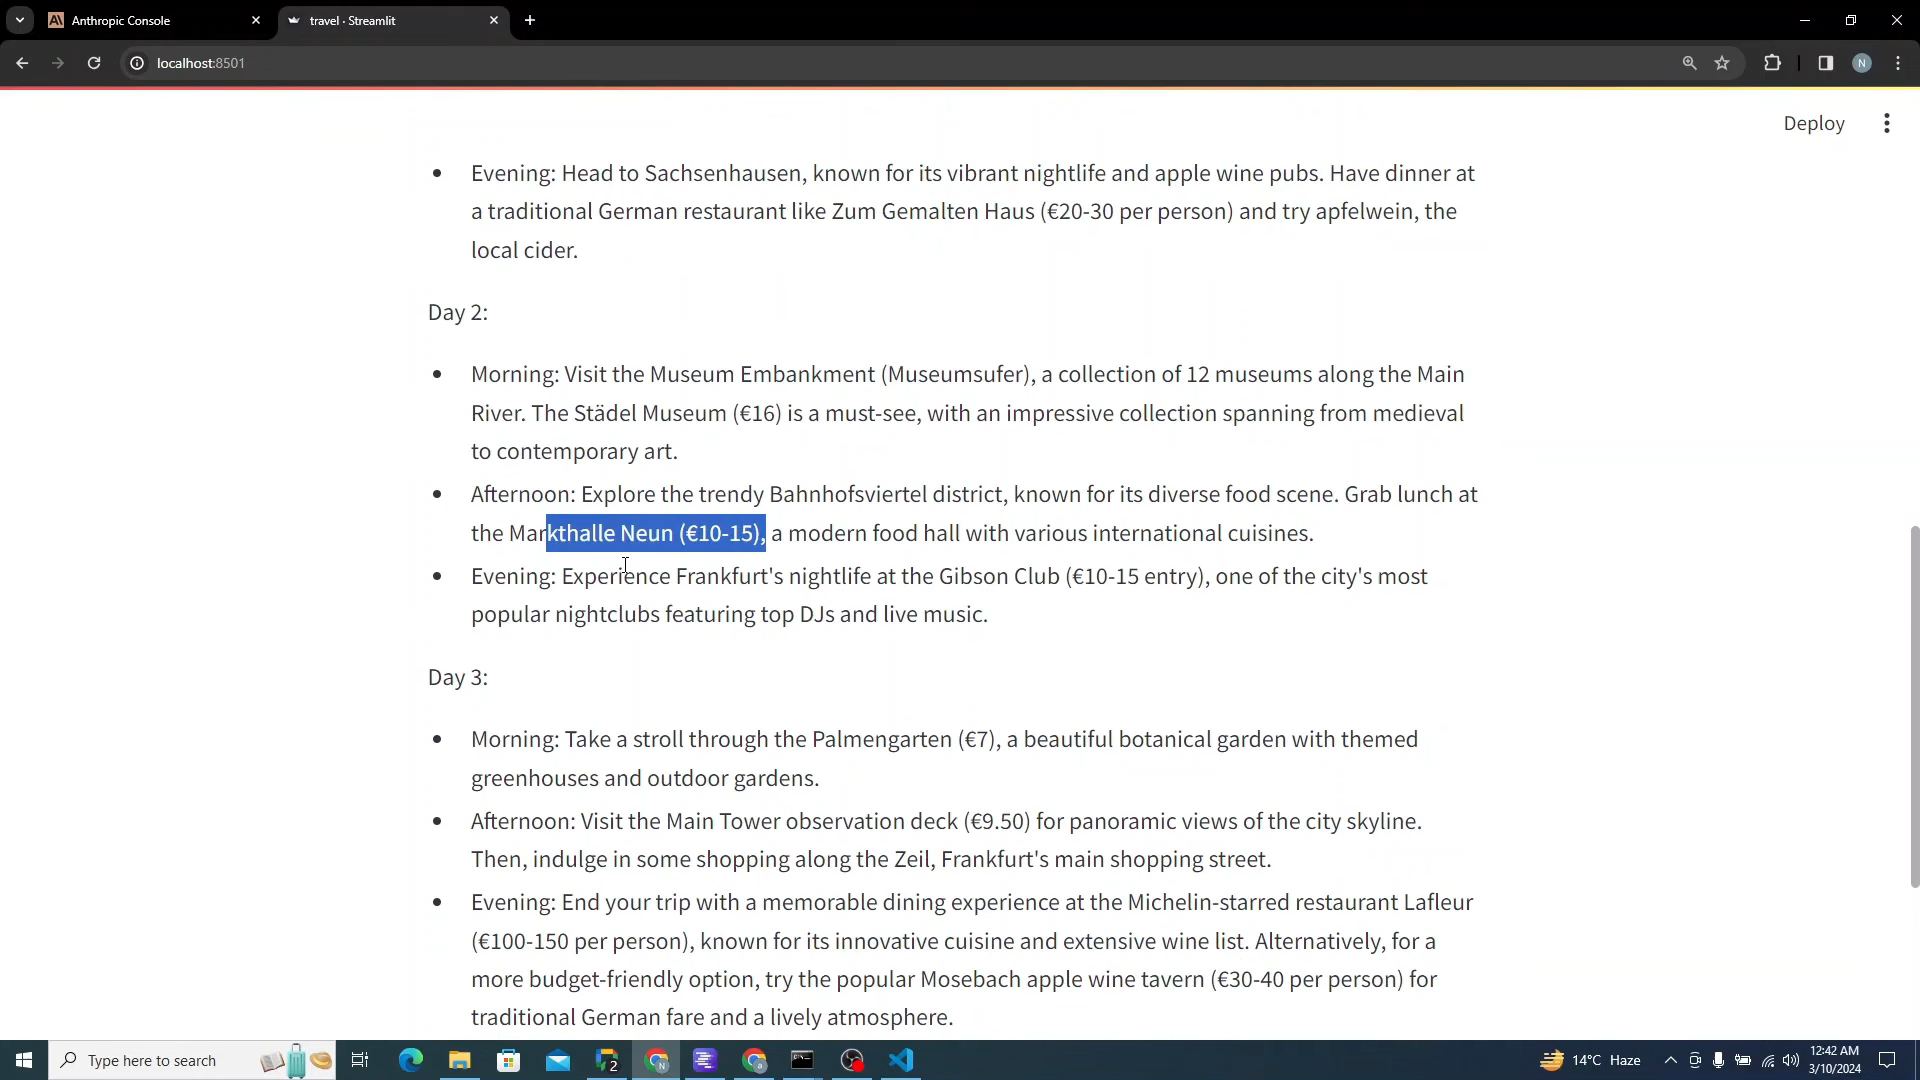 Anthropic Console
travel · Streamlit
localhost:8501
N
Deploy
Evening: Head to Sachsenhausen, known for its vibrant nightlife and apple wine pubs. Have dinner at
a traditional German restaurant like Zum Gemalten Haus (€20-30 per person) and try apfelwein, the
local cider.
Day 2:
Morning: Visit the Museum Embankment (Museumsufer), a collection of 12 museums along the Main
River. The Städel Museum (€16) is a must-see, with an impressive collection spanning from medieval
to contemporary art.
Afternoon: Explore the trendy Bahnhofsviertel district, known for its diverse food scene. Grab lunch at
the Markthalle Neun (€10-15), a modern food hall with various international cuisines.
Evening: Experience Frankfurt's nightlife at the Gibson Club (€10-15 entry), one of the city's most
popular nightclubs featuring top DJs and live music.
Day 3:
Morning: Take a stroll through the Palmengarten (€7), a beautiful botanical garden with themed
greenhouses and outdoor gardens.
Afternoon: Visit the Main Tower observation deck (€9.50) for panoramic views of the city skyline.
Then, indulge in some shopping along the Zeil, Frankfurt's main shopping street.
Evening: End your trip with a memorable dining experience at the Michelin-starred restaurant Lafleur
(€100-150 per person), known for its innovative cuisine and extensive wine list. Alternatively, for a
more budget-friendly option, try the popular Mosebach apple wine tavern (€30-40 per person) for
traditional German fare and a lively atmosphere.
Type here to search
2
14°C Haze
12:42 AM
3/10/2024